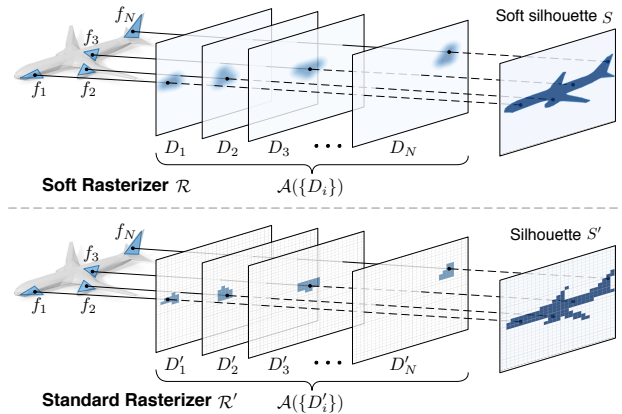 Soft silhouette S
f_N
f_3
f_1 f_2
D_1 D_2 D_3 ••• D_N
Soft Rasterizer ℛ 𝒜({D_i})
Silhouette S′
f_N
f_3
f_1 f_2
D′_1 D′_2 D′_3 ••• D′_N
Standard Rasterizer ℛ′ 𝒜({D′_i})